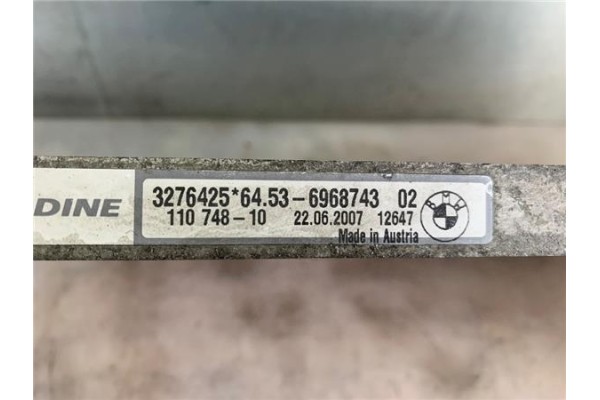 DINE
3276425*64.53-6968743 02
110 748-10 22.06.2007 12647
Made in Austria
BMW